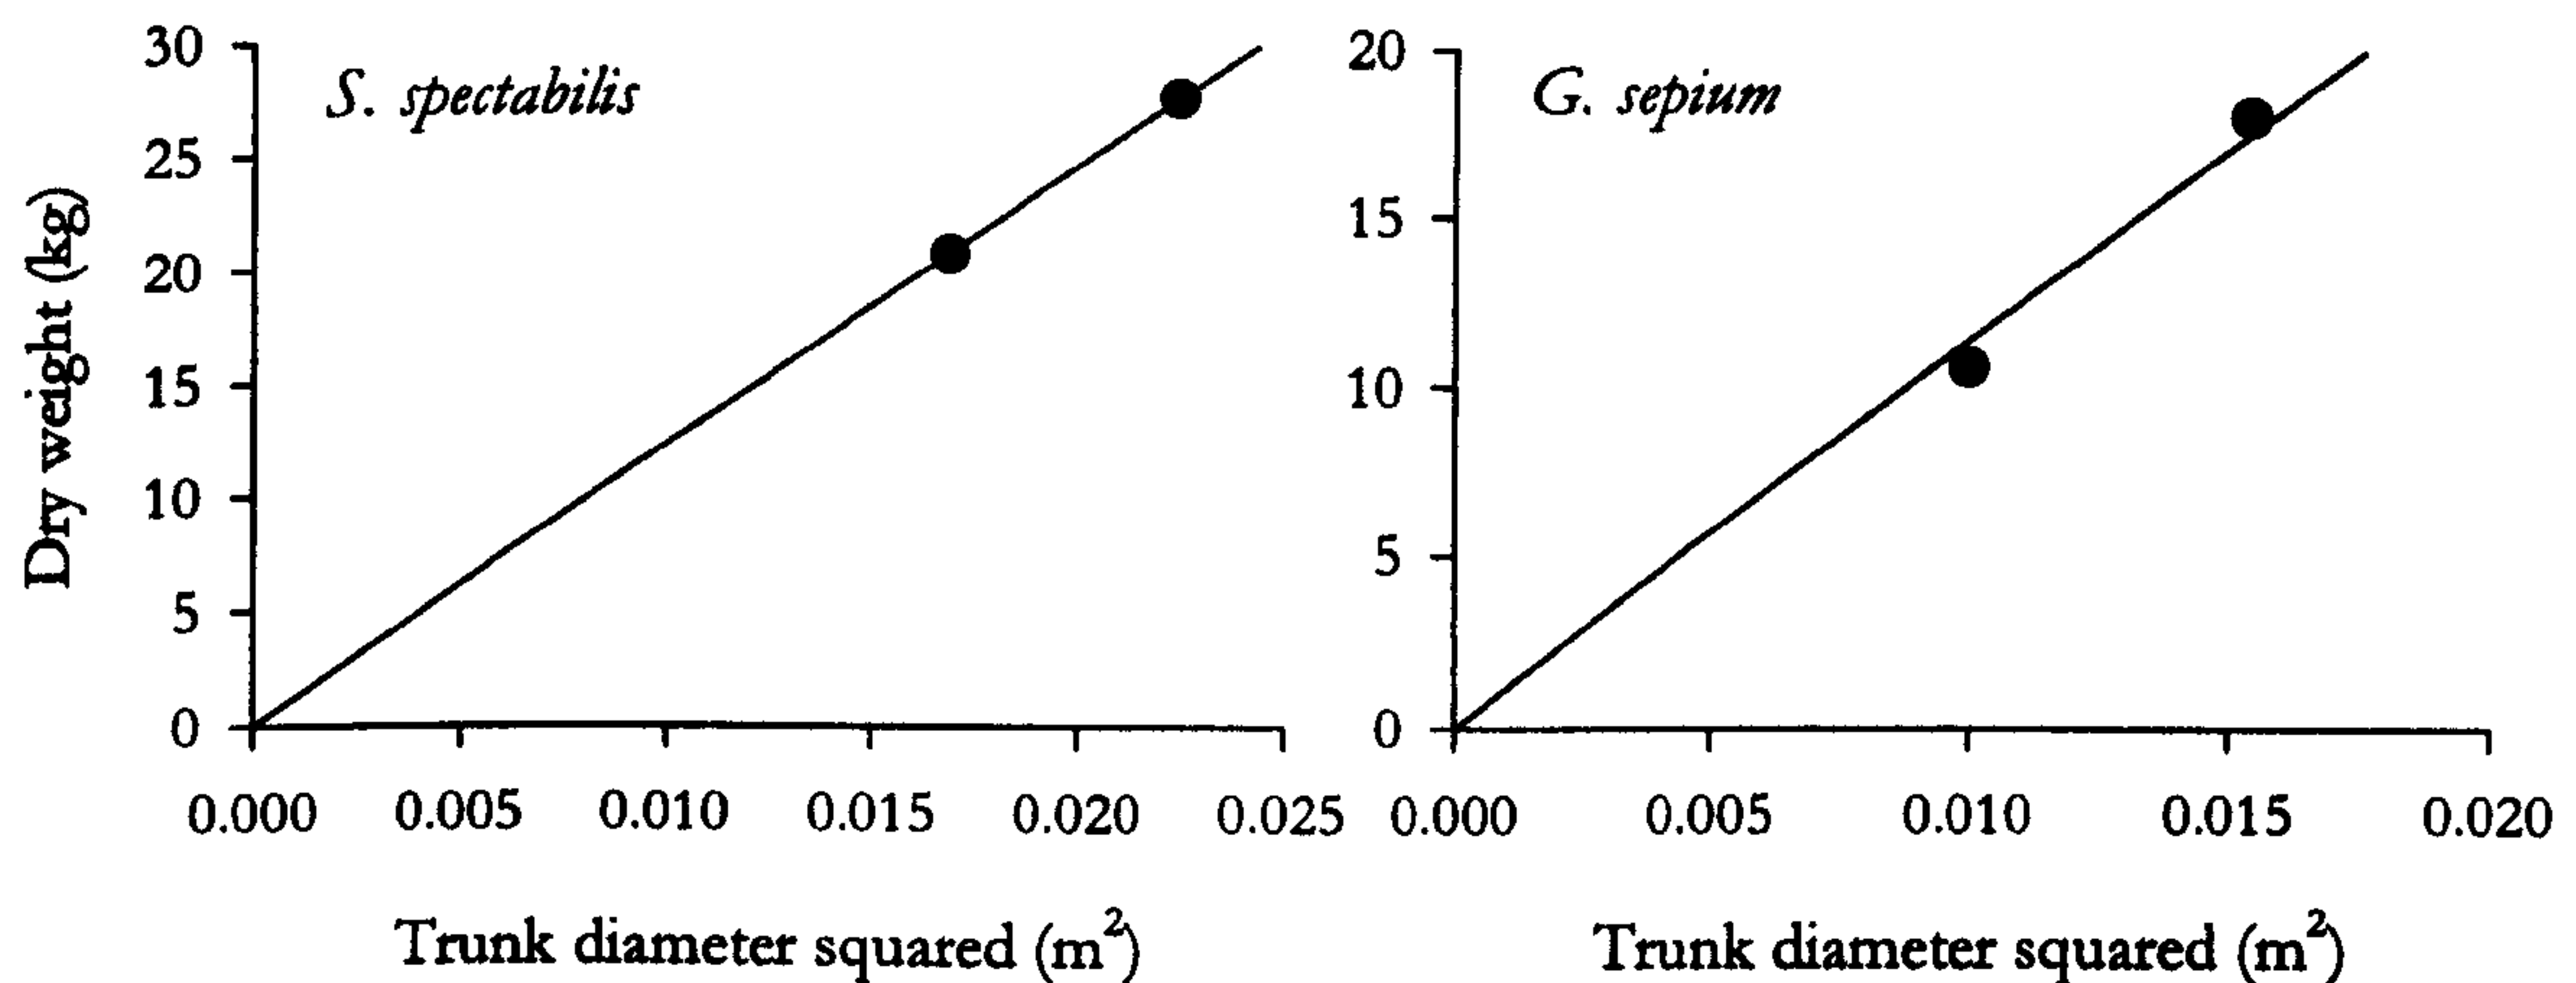 Dry weight (kg)
S. spectabilis
30
25
20
15
10
5
0
0.000 0.005 0.010 0.015 0.020 0.025
Trunk diameter squared (m²)
G. sepium
20
15
10
5
0
0.000 0.005 0.010 0.015 0.020
Trunk diameter squared (m²)